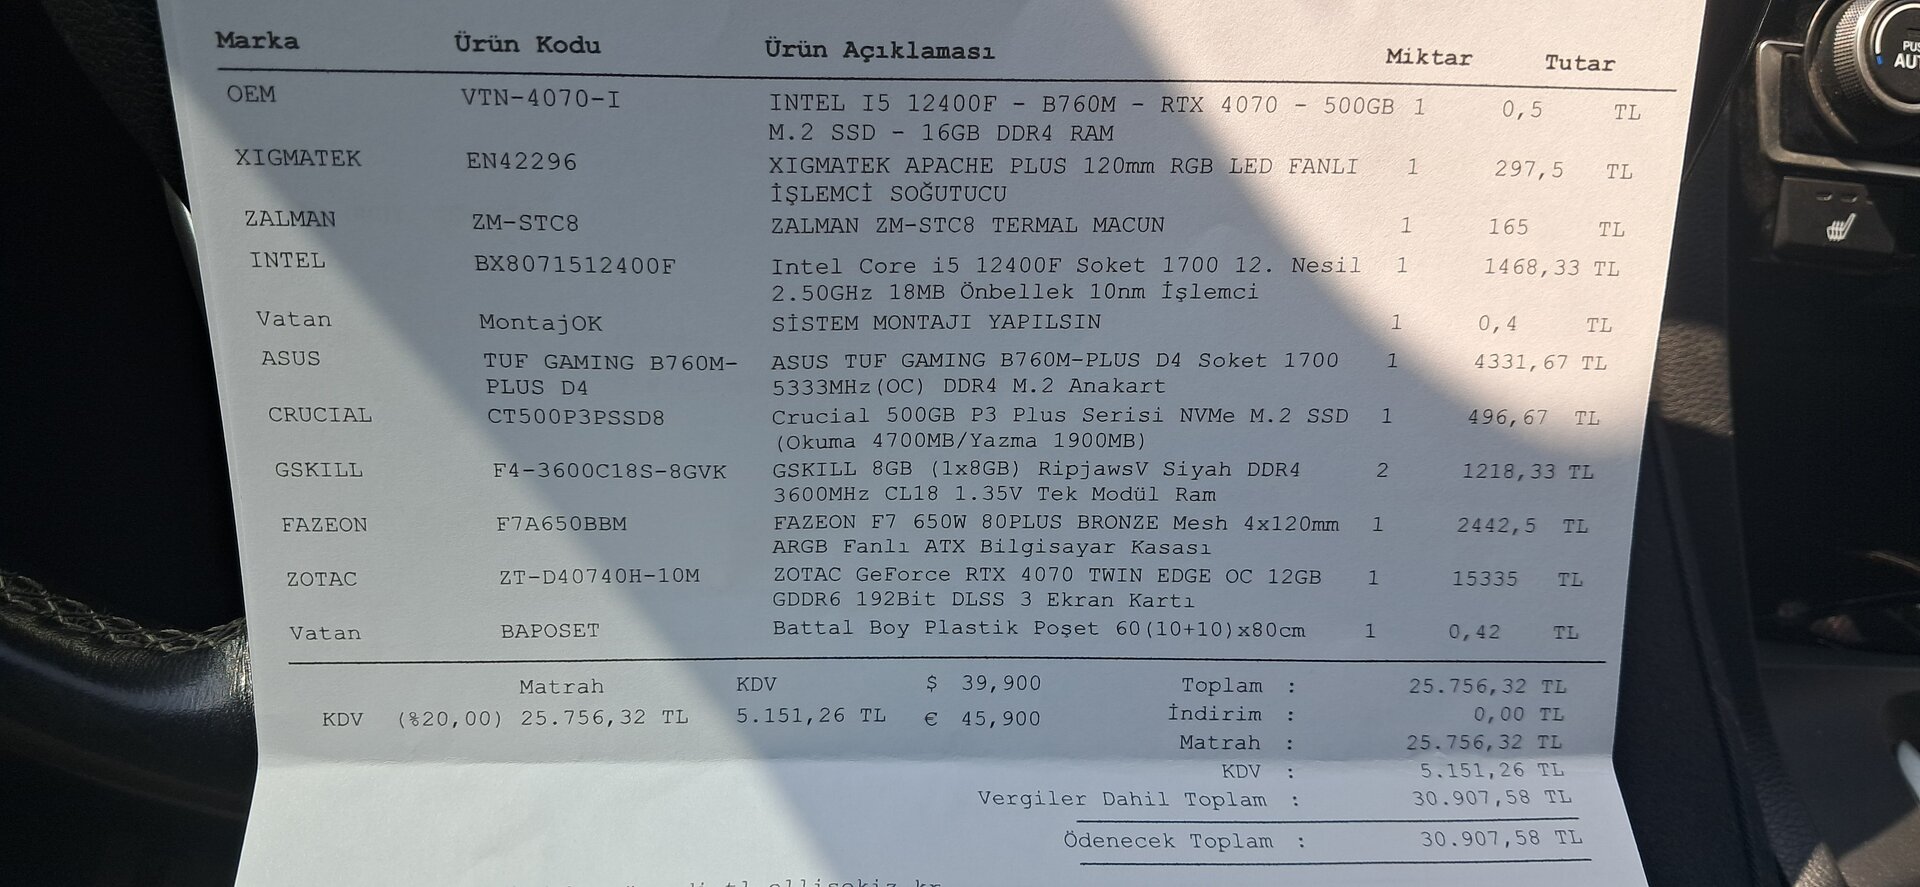 Marka Ürün Kodu Ürün Açıklaması Miktar Tutar
OEM VTN-4070-I INTEL I5 12400F - B760M - RTX 4070 - 500GB 1 0,5 TL
M.2 SSD - 16GB DDR4 RAM
XIGMATEK EN42296 XIGMATEK APACHE PLUS 120mm RGB LED FANLI 1 297,5 TL
İŞLEMCİ SOĞUTUCU
ZALMAN ZM-STC8 ZALMAN ZM-STC8 TERMAL MACUN 1 165 TL
INTEL BX8071512400F Intel Core i5 12400F Soket 1700 12. Nesil 1 1468,33 TL
2.50GHz 18MB Önbellek 10nm İşlemci
Vatan MontajOK SİSTEM MONTAJI YAPILSIN 1 0,4 TL
ASUS TUF GAMING B760M- ASUS TUF GAMING B760M-PLUS D4 Soket 1700 1 4331,67 TL
PLUS D4 5333MHz(OC) DDR4 M.2 Anakart
CRUCIAL CT500P3PSSD8 Crucial 500GB P3 Plus Serisi NVMe M.2 SSD 1 496,67 TL
(Okuma 4700MB/Yazma 1900MB)
GSKILL F4-3600C18S-8GVK GSKILL 8GB (1x8GB) RipjawsV Siyah DDR4 2 1218,33 TL
3600MHz CL18 1.35V Tek Modül Ram
FAZEON F7A650BBM FAZEON F7 650W 80PLUS BRONZE Mesh 4x120mm 1 2442,5 TL
ARGB Fanlı ATX Bilgisayar Kasası
ZOTAC ZT-D40740H-10M ZOTAC GeForce RTX 4070 TWIN EDGE OC 12GB 1 15335 TL
GDDR6 192Bit DLSS 3 Ekran Kartı
Vatan BAPOSET Battal Boy Plastik Poşet 60(10+10)x80cm 1 0,42 TL
Matrah KDV $ 39,900 Toplam : 25.756,32 TL
KDV (%20,00) 25.756,32 TL 5.151,26 TL € 45,900 İndirim : 0,00 TL
Matrah : 25.756,32 TL
KDV : 5.151,26 TL
Vergiler Dahil Toplam : 30.907,58 TL
Ödenecek Toplam : 30.907,58 TL